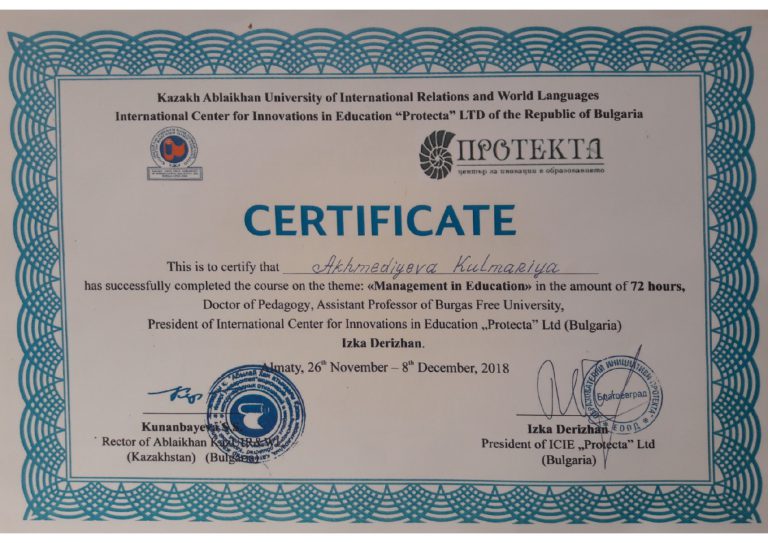 Kazakh Ablaikhan University of International Relations and World Languages
International Center for Innovations in Education “Protecta” LTD of the Republic of Bulgaria
ПРОТЕКТА
център за иновации в образованието
CERTIFICATE
This is to certify that Akhmediyeva Kulmariya
has successfully completed the course on the theme: «Management in Education» in the amount of 72 hours,
Doctor of Pedagogy, Assistant Professor of Burgas Free University,
President of International Center for Innovations in Education „Protecta” Ltd (Bulgaria)
Izka Derizhan.
Almaty, 26th November – 8th December, 2018
Kunanbayeva S.
Rector of Ablaikhan
(Kazakhstan) (Bulgaria)
Благоевград
Izka Derizhan
President of ICIE „Protecta” Ltd
(Bulgaria)